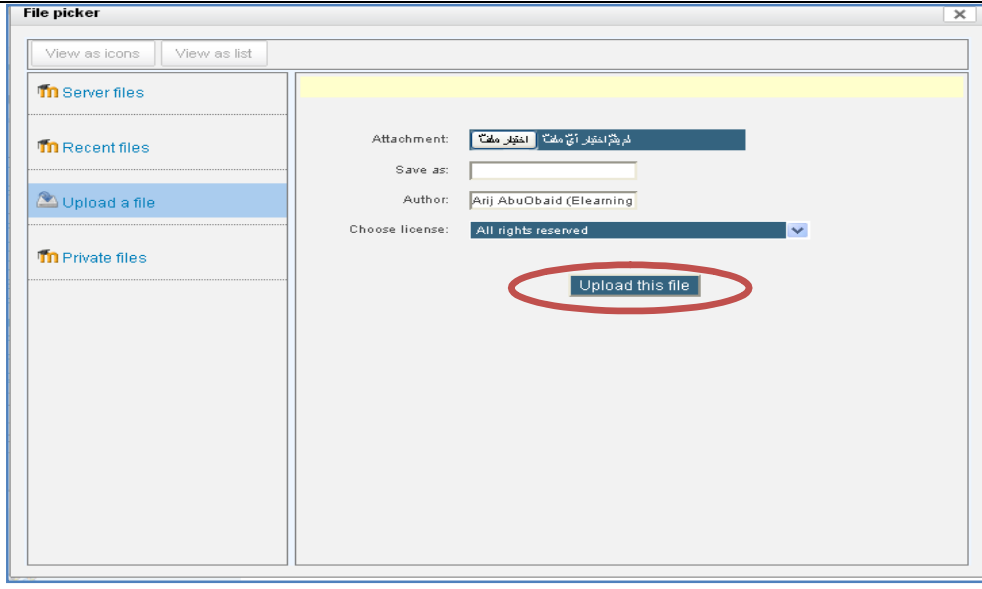 File picker
View as icons View as list
Server files
Recent files
Upload a file
Private files
Attachment: اختيار ملف لم يتم اختيار أيّ ملف
Save as:
Author: Arij AbuObaid (Elearning
Choose license: All rights reserved
Upload this file